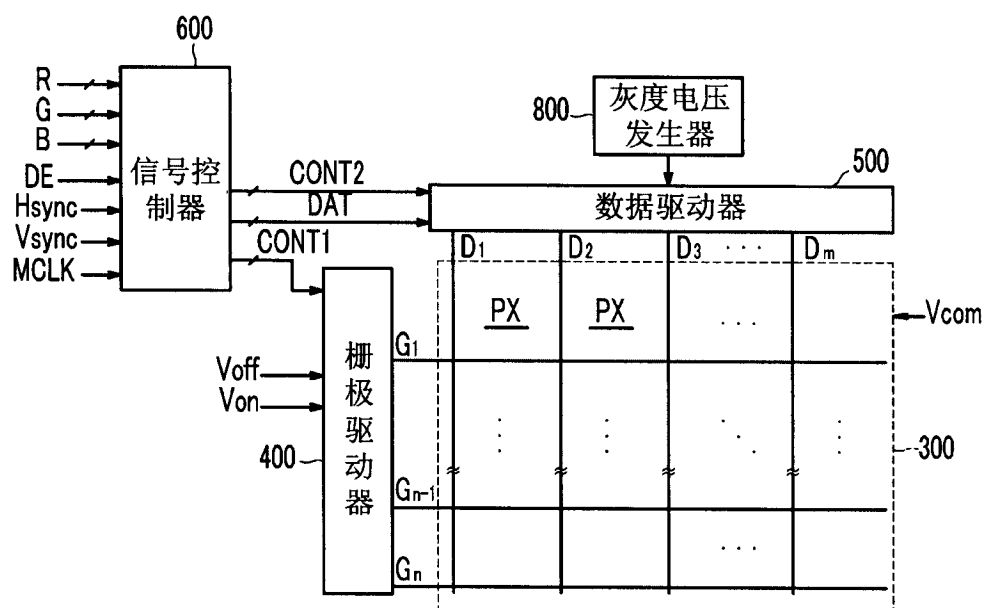 600
R
G
B
DE
Hsync
Vsync
MCLK
信号控
制器
CONT2
DAT
CONT1
800
灰度电压
发生器
500
数据驱动器
D1
D2
D3
...
Dm
PX
PX
...
Vcom
Voff
Von
400
栅极驱动器
G1
Gn-1
Gn
...
300